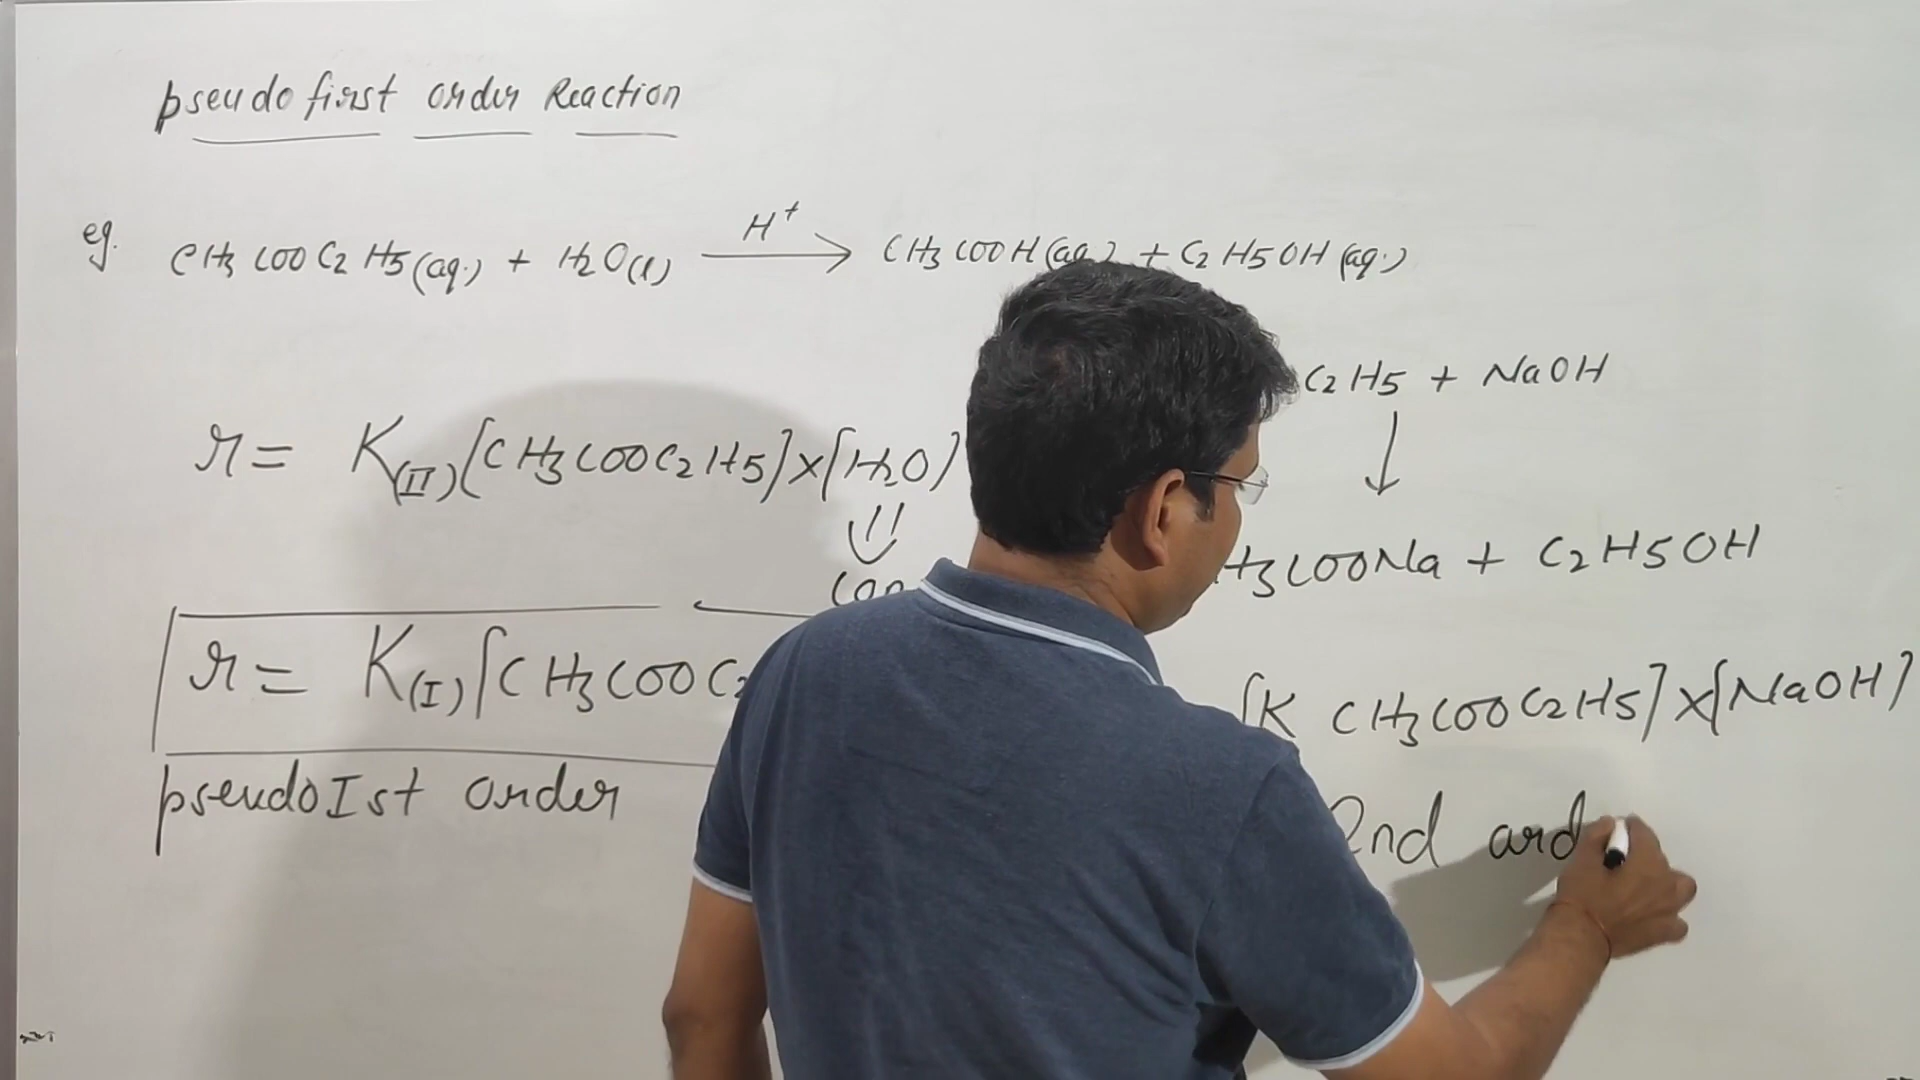 pseudo first order Reaction
eg. CH3COOC2H5(aq.) + H2O(l) H+ → CH3COOH(aq.) + C2H5OH(aq.)
r = K(II)[CH3COOC2H5]×[H2O]
Con
r = K(I)[CH3COOC2
pseudo Ist order
C2H5 + NaOH
↓
H3COONa + C2H5OH
[K CH3COOC2H5]×[NaOH]
2nd ord